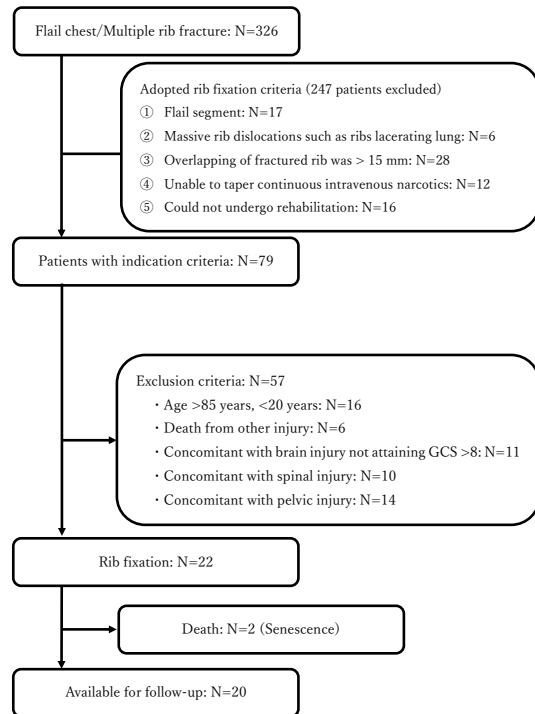 Flail chest/Multiple rib fracture: N=326
Adopted rib fixation criteria (247 patients excluded)
① Flail segment: N=17
② Massive rib dislocations such as ribs lacerating lung: N=6
③ Overlapping of fractured rib was > 15 mm: N=28
④ Unable to taper continuous intravenous narcotics: N=12
⑤ Could not undergo rehabilitation: N=16
Patients with indication criteria: N=79
Exclusion criteria: N=57
・Age >85 years, <20 years: N=16
・Death from other injury: N=6
・Concomitant with brain injury not attaining GCS >8: N=11
・Concomitant with spinal injury: N=10
・Concomitant with pelvic injury: N=14
Rib fixation: N=22
Death: N=2 (Senescence)
Available for follow-up: N=20